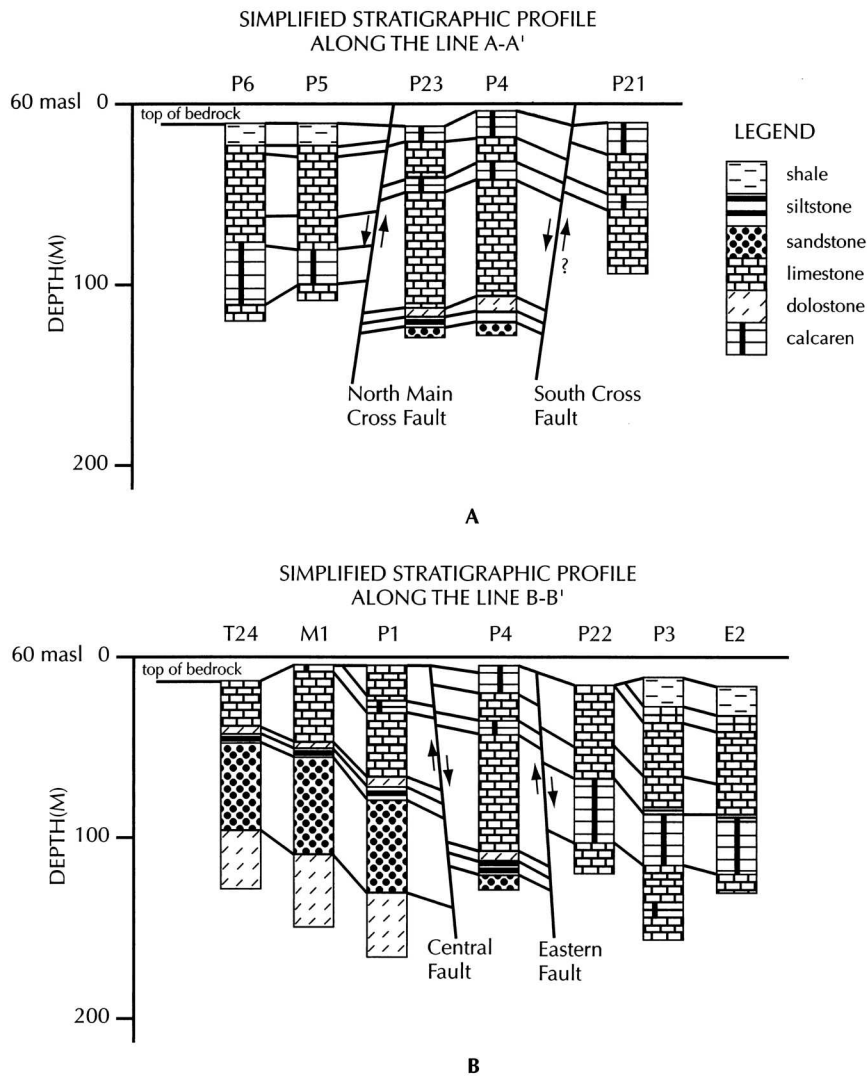 SIMPLIFIED STRATIGRAPHIC PROFILE
ALONG THE LINE A-A'
P6 P5 P23 P4 P21
60 masl 0
top of bedrock
LEGEND
shale
siltstone
sandstone
limestone
dolostone
calcaren
DEPTH(M)
100
?
North Main
Cross Fault
South Cross
Fault
200
A
SIMPLIFIED STRATIGRAPHIC PROFILE
ALONG THE LINE B-B'
T24 M1 P1 P4 P22 P3 E2
60 masl 0
top of bedrock
DEPTH(M)
100
Central
Fault
Eastern
Fault
200
B